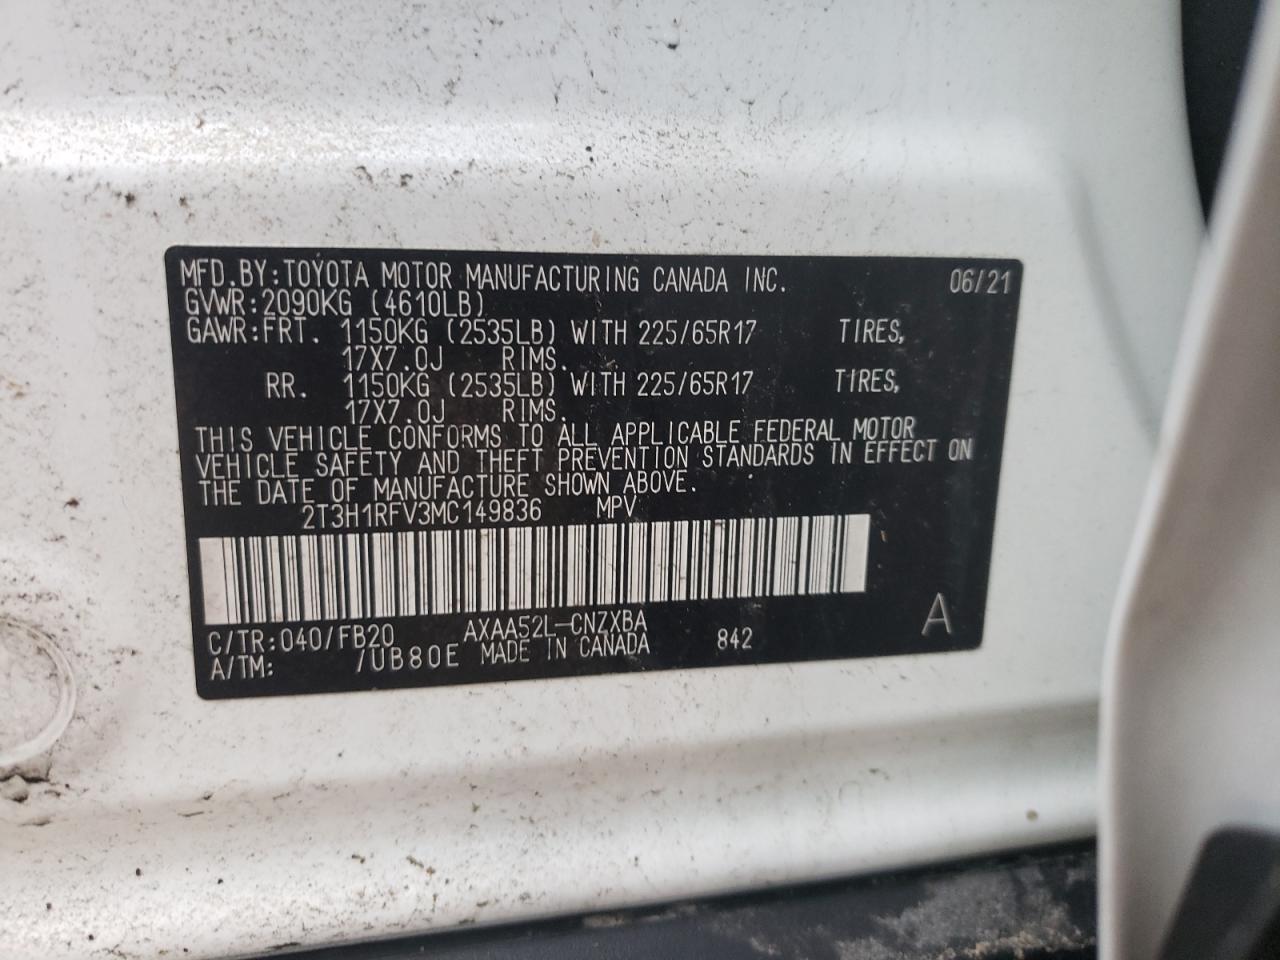 MFD.BY:TOYOTA MOTOR MANUFACTURING CANADA INC. 06/21
GVWR:2090KG (4610LB)
GAWR:FRT. 1150KG (2535LB) WITH 225/65R17 TIRES,
17X7.0J RIMS.
RR. 1150KG (2535LB) WITH 225/65R17 TIRES,
17X7.0J RIMS.
THIS VEHICLE CONFORMS TO ALL APPLICABLE FEDERAL MOTOR
VEHICLE SAFETY AND THEFT PREVENTION STANDARDS IN EFFECT ON
THE DATE OF MANUFACTURE SHOWN ABOVE.
2T3H1RFV3MC149836 MPV
C/TR:040/FB20 AXAA52L-CNZXBA
A/TM: /UB80E MADE IN CANADA 842 A